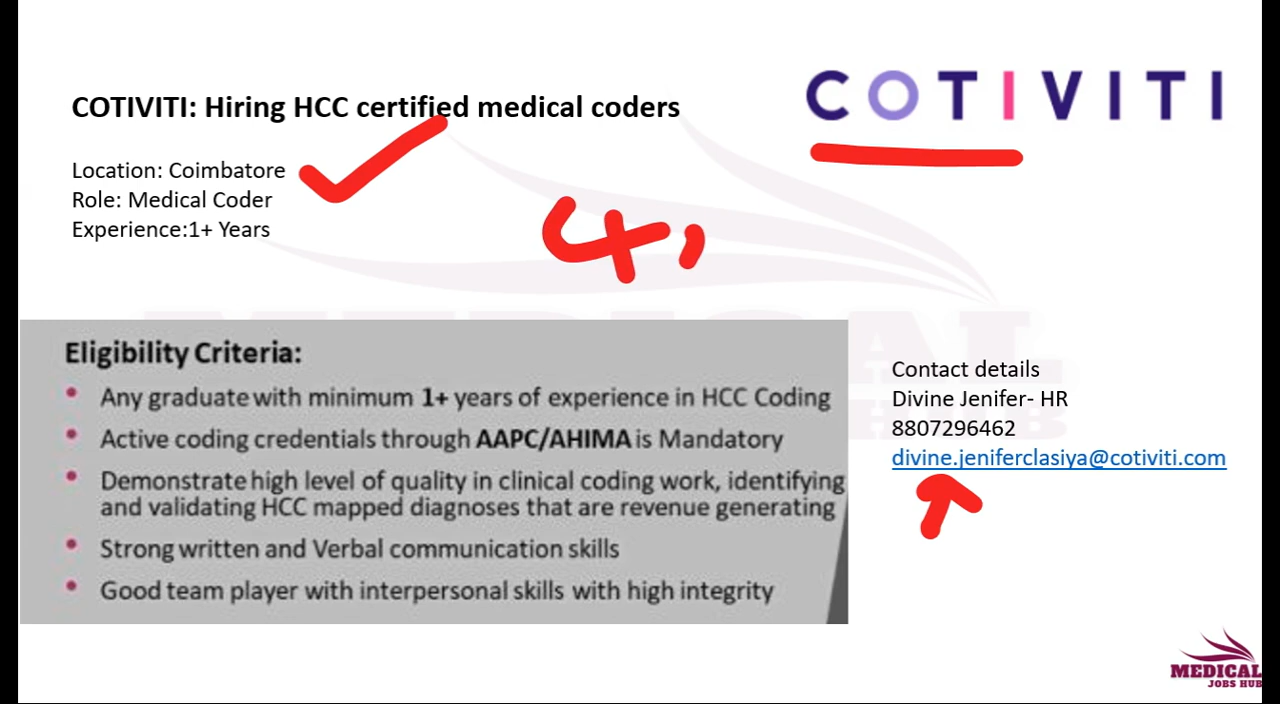 COTIVITI
COTIVITI: Hiring HCC certified medical coders
Location: Coimbatore
Role: Medical Coder
Experience:1+ Years
4,
MEDICAL
HUB
Eligibility Criteria:
• Any graduate with minimum 1+ years of experience in HCC Coding
• Active coding credentials through AAPC/AHIMA is Mandatory
• Demonstrate high level of quality in clinical coding work, identifying
and validating HCC mapped diagnoses that are revenue generating
• Strong written and Verbal communication skills
• Good team player with interpersonal skills with high integrity
Contact details
Divine Jenifer- HR
8807296462
divine.jeniferclasiya@cotiviti.com
MEDICAL
JOBS HUB